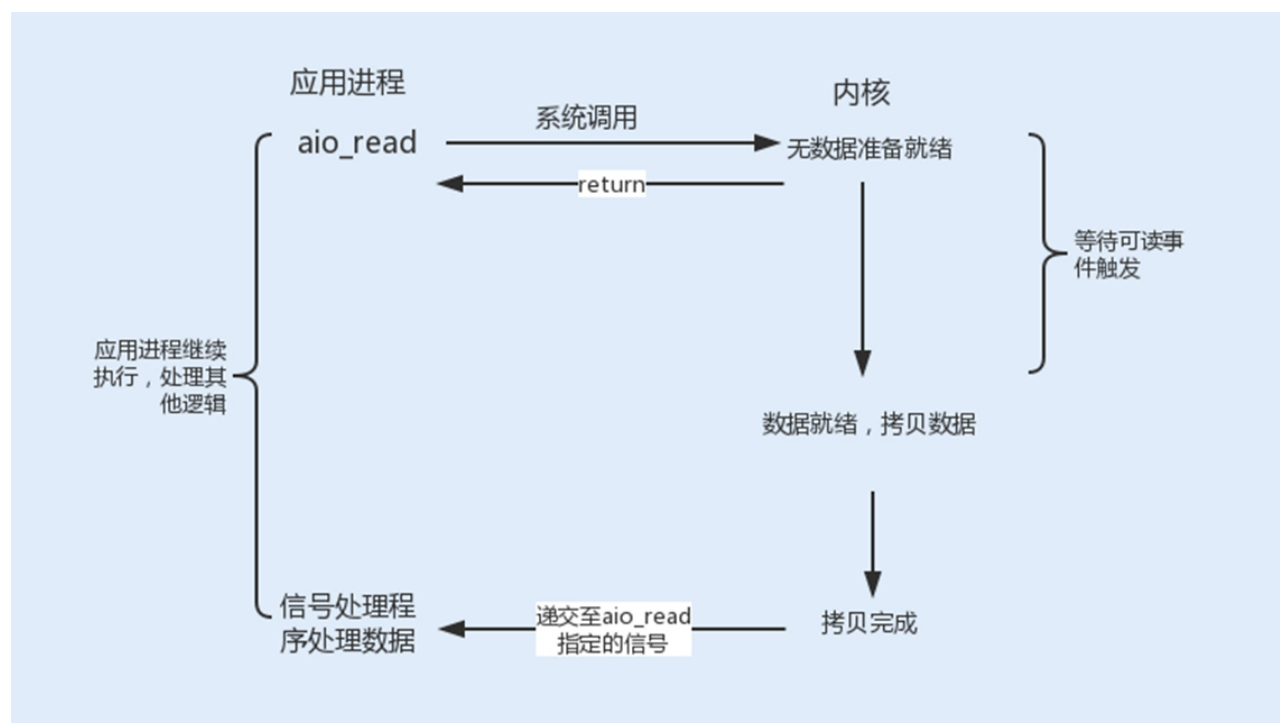 应用进程
内核
系统调用
aio_read
无数据准备就绪
return
等待可读事
件触发
应用进程继续
执行，处理其
他逻辑
数据就绪，拷贝数据
信号处理程
序处理数据
递交至aio_read
指定的信号
拷贝完成